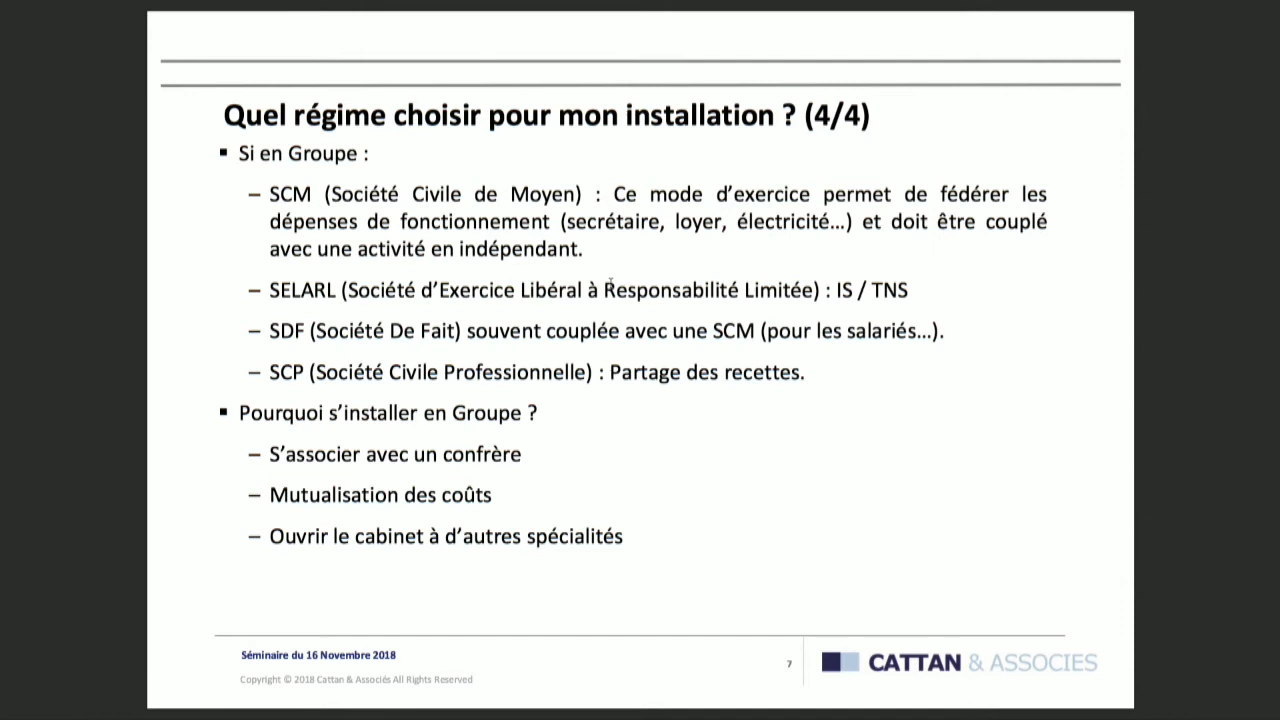 Quel régime choisir pour mon installation ? (4/4)
▪ Si en Groupe :
– SCM (Société Civile de Moyen) : Ce mode d’exercice permet de fédérer les
dépenses de fonctionnement (secrétaire, loyer, électricité…) et doit être couplé
avec une activité en indépendant.
– SELARL (Société d’Exercice Libéral à Responsabilité Limitée) : IS / TNS
– SDF (Société De Fait) souvent couplée avec une SCM (pour les salariés…).
– SCP (Société Civile Professionnelle) : Partage des recettes.
▪ Pourquoi s’installer en Groupe ?
– S’associer avec un confrère
– Mutualisation des coûts
– Ouvrir le cabinet à d’autres spécialités
Séminaire du 16 Novembre 2018
Copyright © 2018 Cattan & Associés All Rights Reserved
7
CATTAN & ASSOCIES